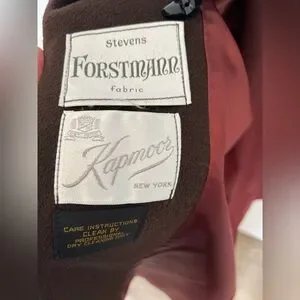 Stevens
FORSTMANN
fabric
Kapmoor
NEW YORK
CARE INSTRUCTIONS
CLEAN BY
PROFESSIONAL
DRY CLEANING ONLY